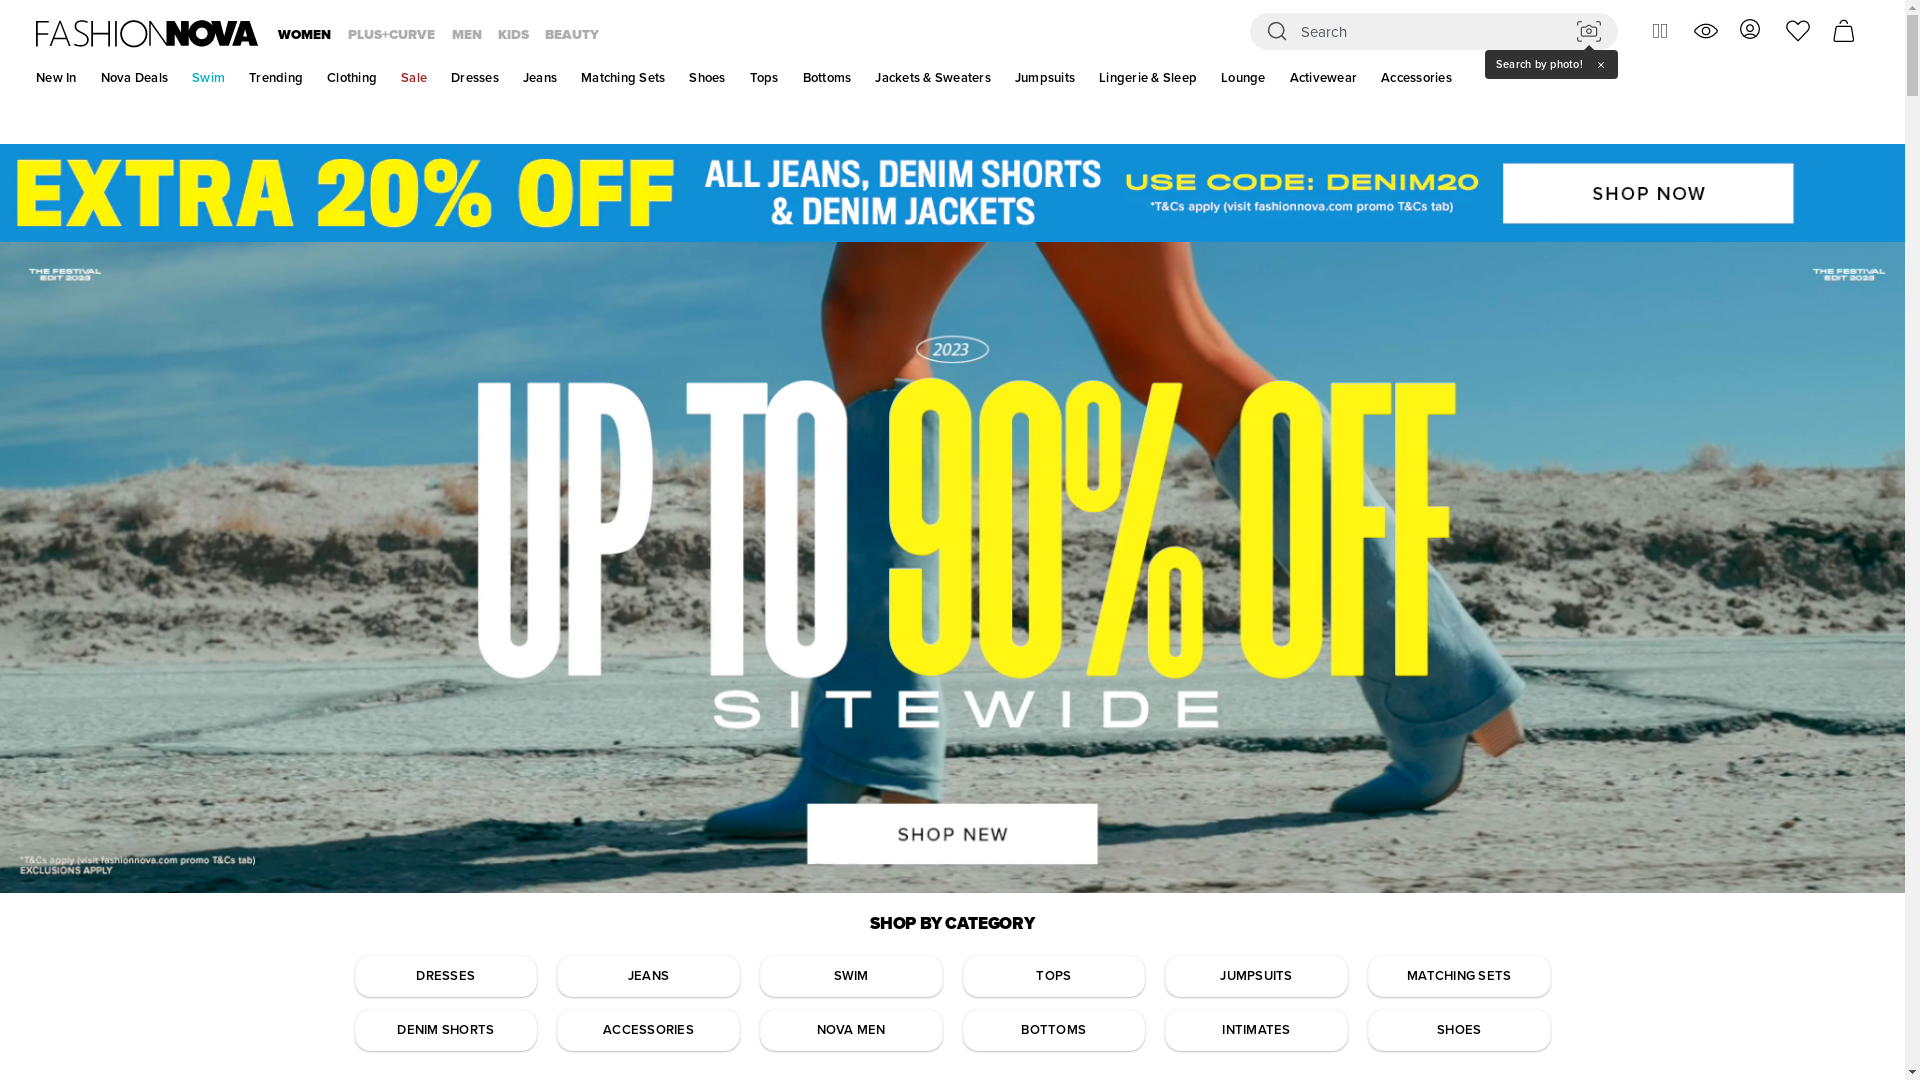 FASHIONNOVA WOMEN PLUS+CURVE MEN KIDS BEAUTY Search
Search by photo! ×
New In Nova Deals Swim Trending Clothing Sale Dresses Jeans Matching Sets Shoes Tops Bottoms Jackets & Sweaters Jumpsuits Lingerie & Sleep Lounge Activewear Accessories
EXTRA 20% OFF
ALL JEANS, DENIM SHORTS
& DENIM JACKETS
USE CODE: DENIM20
*T&Cs apply (visit fashionnova.com promo T&Cs tab)
SHOP NOW
THE FESTIVAL
EDIT 2023
THE FESTIVAL
EDIT 2023
2023
UP TO 90% OFF
SITEWIDE
SHOP NEW
*T&Cs apply (visit fashionnova.com promo T&Cs tab)
EXCLUSIONS APPLY
SHOP BY CATEGORY
DRESSES JEANS SWIM TOPS JUMPSUITS MATCHING SETS
DENIM SHORTS ACCESSORIES NOVA MEN BOTTOMS INTIMATES SHOES